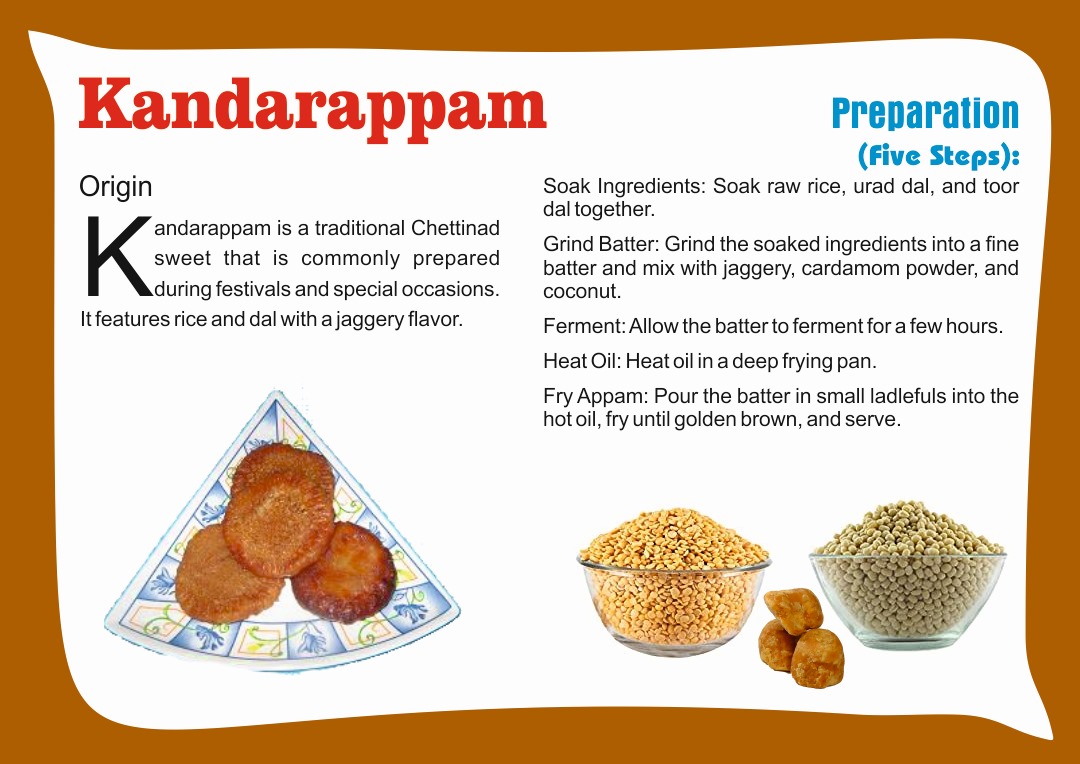 Kandarappam
Origin
Kandarappam is a traditional Chettinad
sweet that is commonly prepared
during festivals and special occasions.
It features rice and dal with a jaggery flavor.
Preparation
(Five Steps):
Soak Ingredients: Soak raw rice, urad dal, and toor
dal together.
Grind Batter: Grind the soaked ingredients into a fine
batter and mix with jaggery, cardamom powder, and
coconut.
Ferment: Allow the batter to ferment for a few hours.
Heat Oil: Heat oil in a deep frying pan.
Fry Appam: Pour the batter in small ladlefuls into the
hot oil, fry until golden brown, and serve.